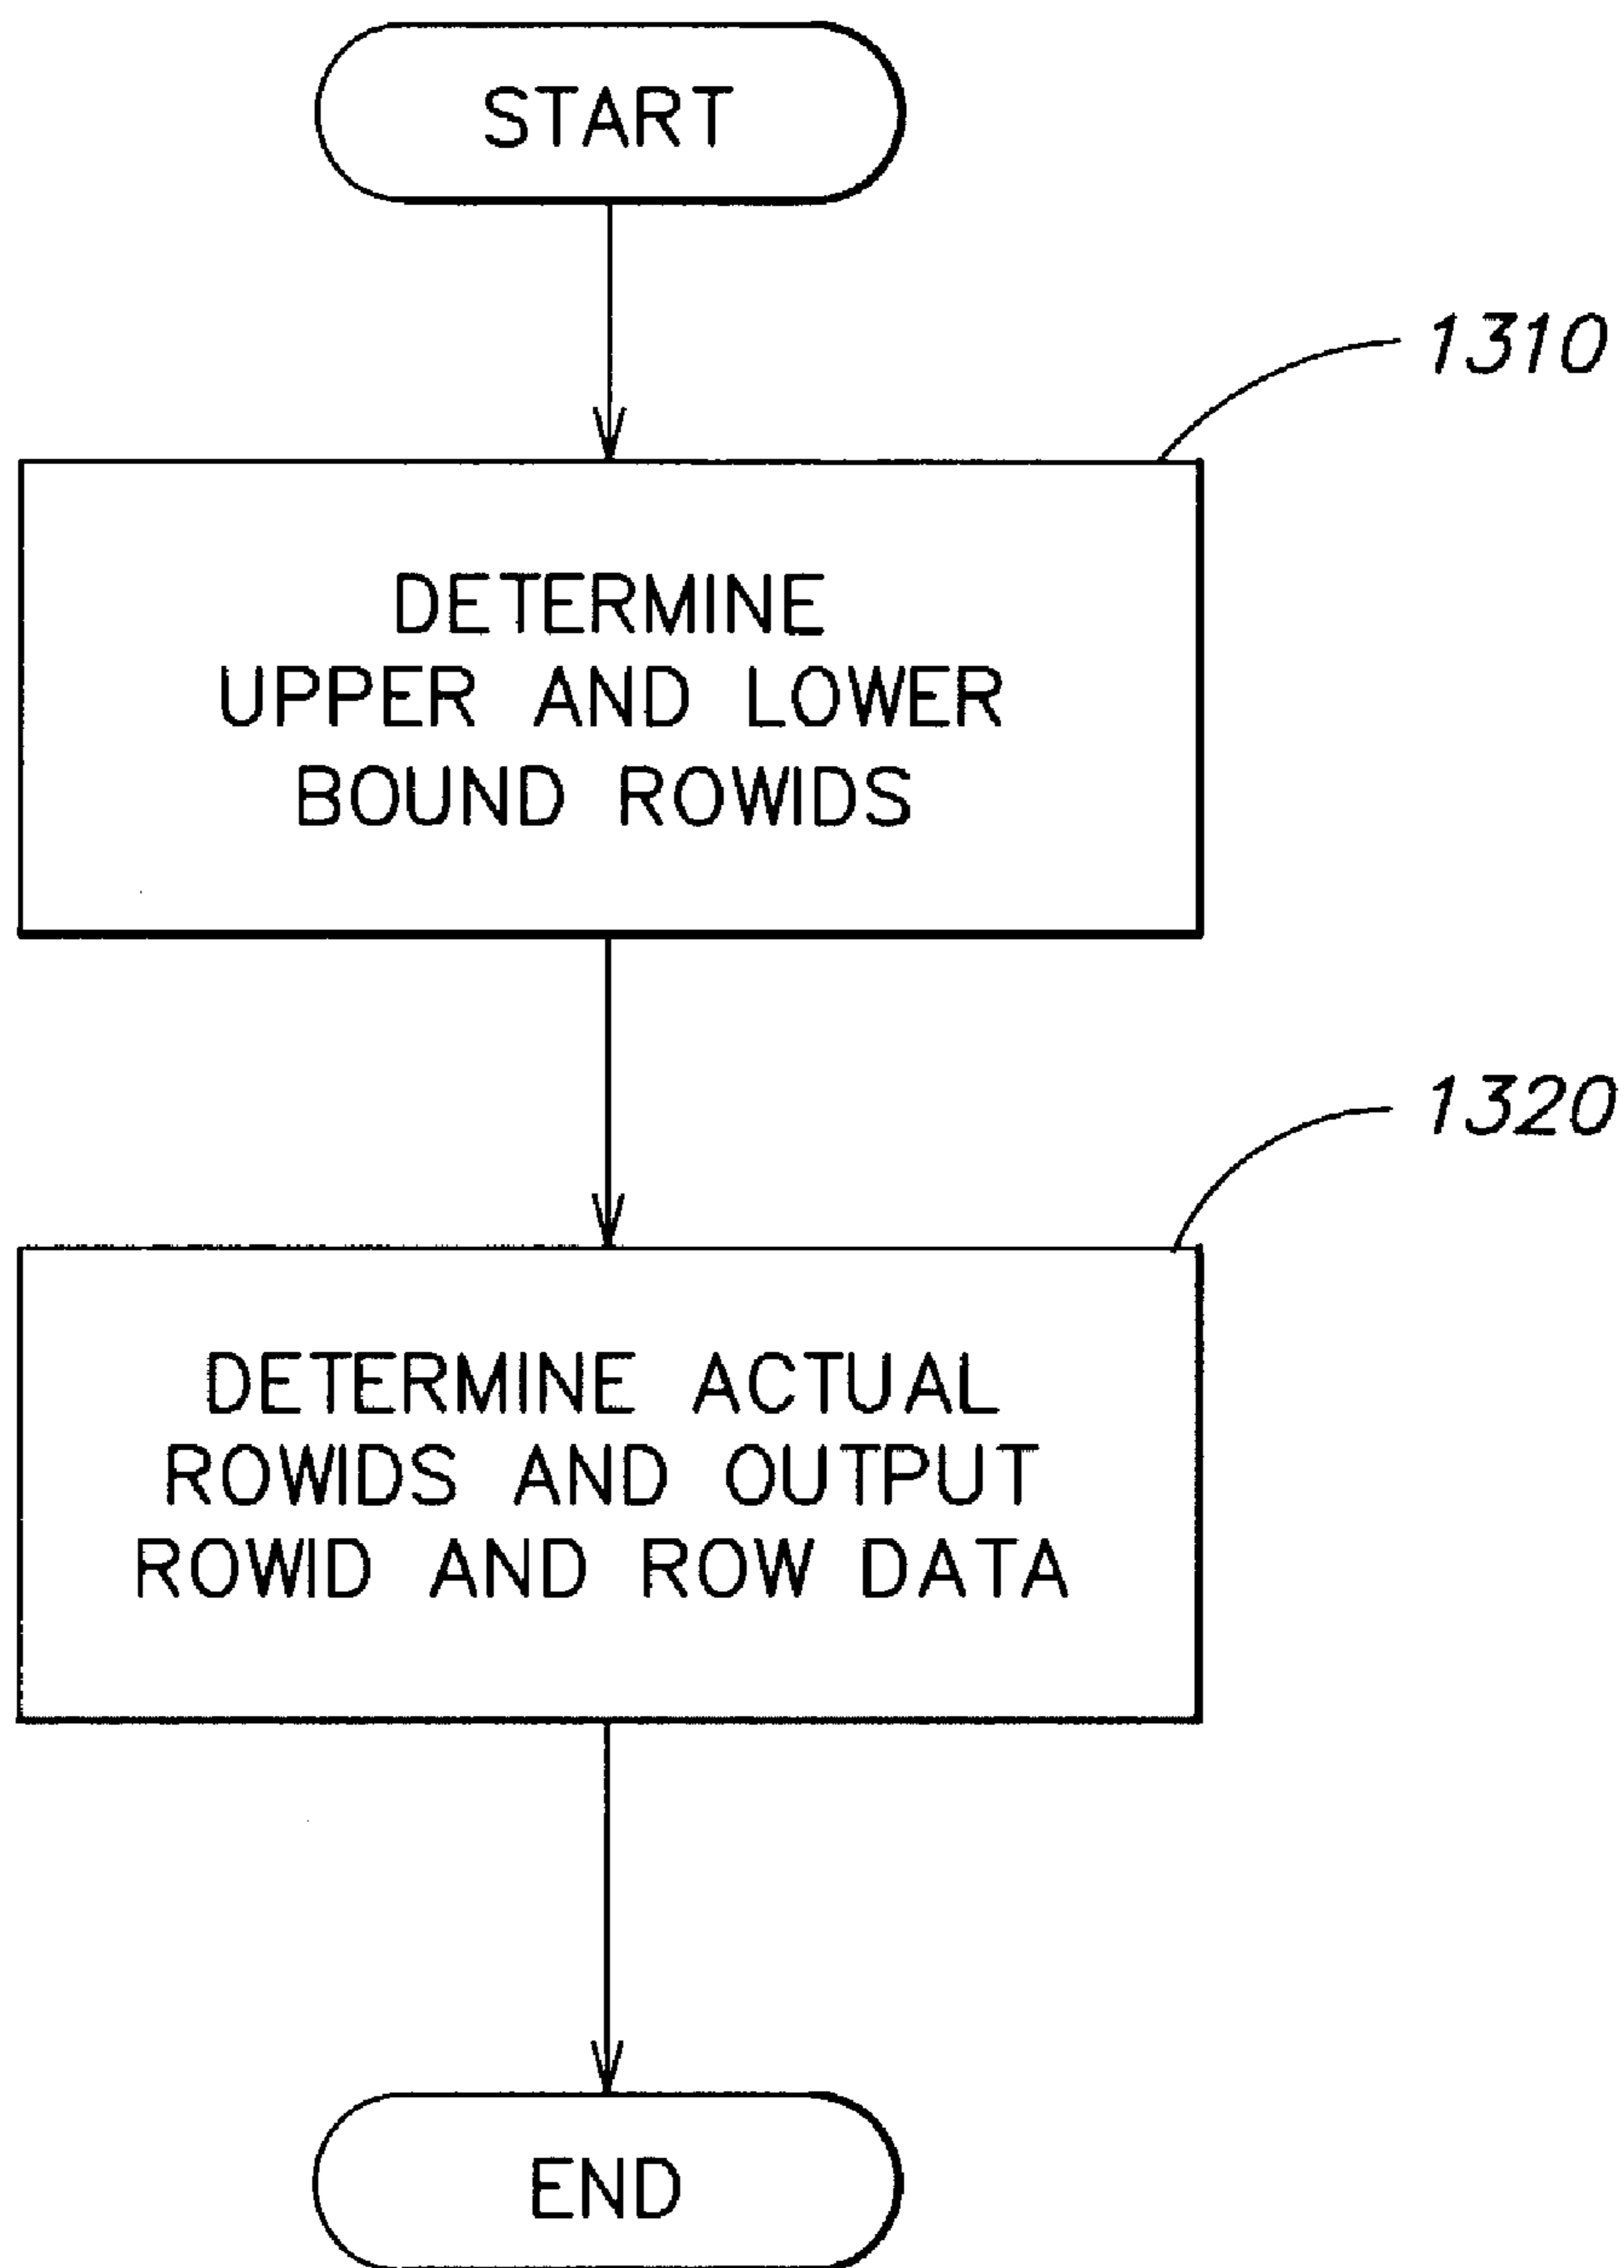 START
1310
DETERMINE
UPPER AND LOWER
BOUND ROWIDS
1320
DETERMINE ACTUAL
ROWIDS AND OUTPUT
ROWID AND ROW DATA
END